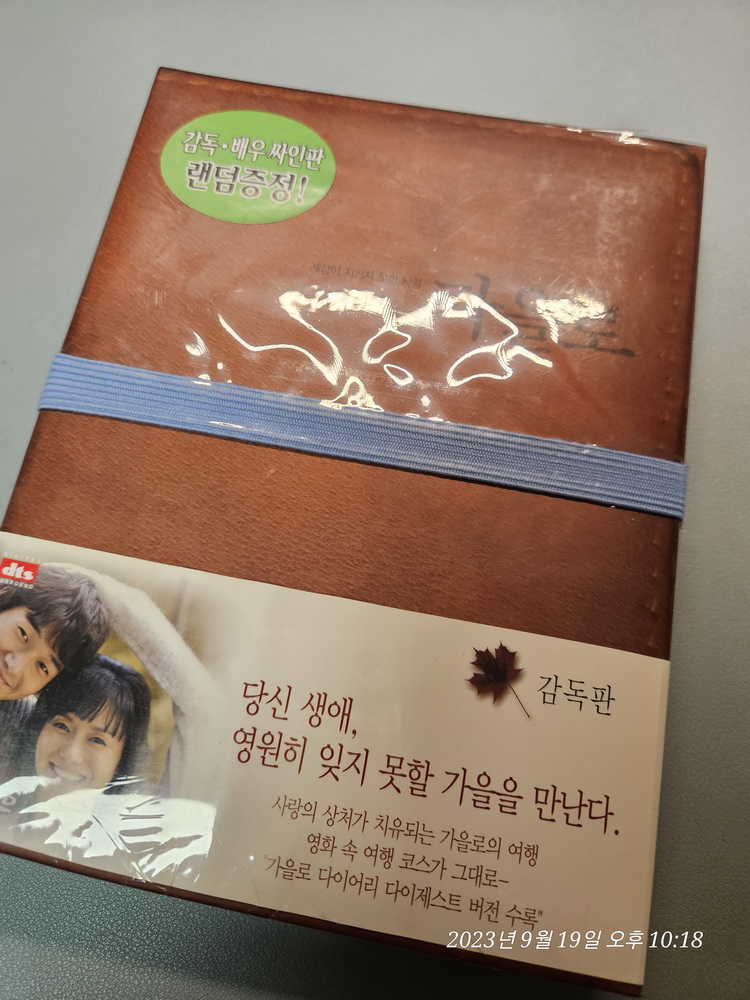 감독·배우 싸인판
랜덤증정!
가을로
dts
감독판
당신 생애,
영원히 잊지 못할 가을을 만난다.
사랑의 상처가 치유되는 가을로의 여행
영화 속 여행 코스가 그대로-
"가을로 다이어리 다이제스트 버전 수록"
2023년 9월 19일 오후 10:18